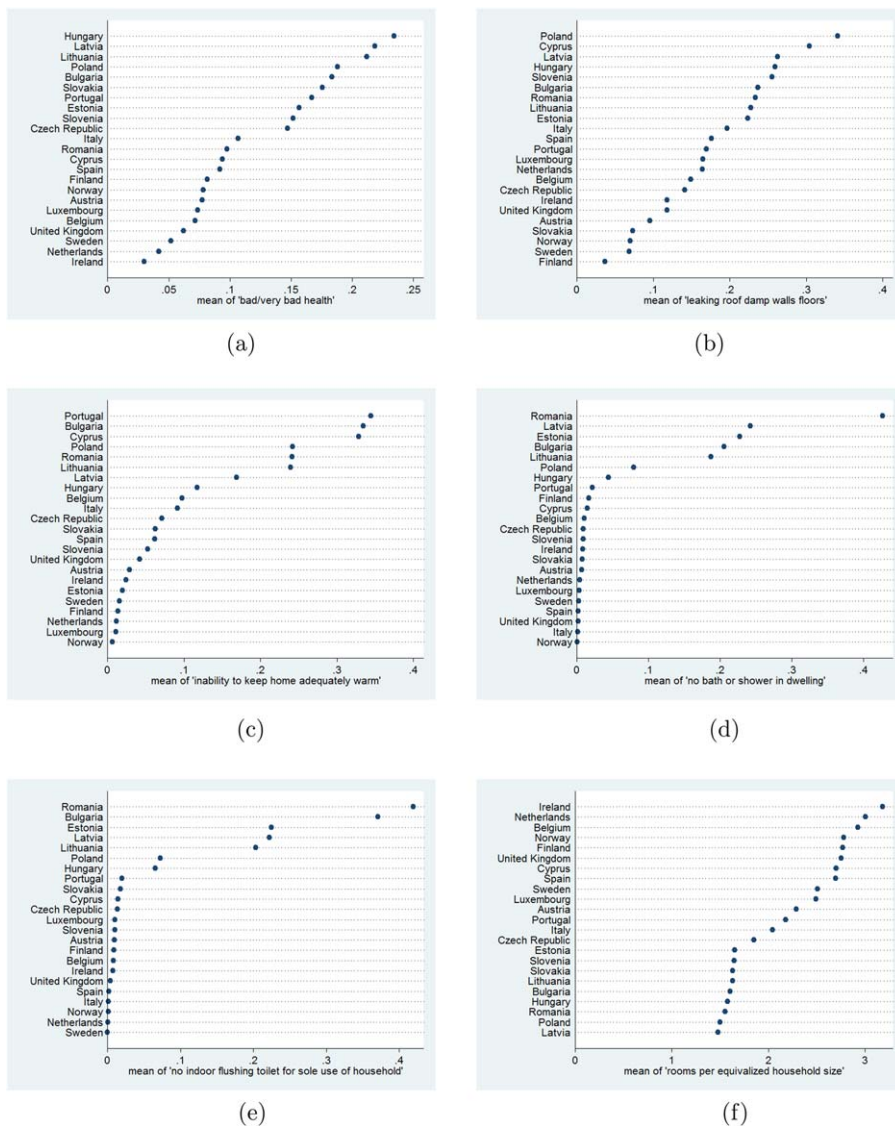 Hungary
Latvia
Lithuania
Poland
Bulgaria
Slovakia
Portugal
Estonia
Slovenia
Czech Republic
Italy
Romania
Cyprus
Spain
Finland
Norway
Austria
Luxembourg
Belgium
United Kingdom
Sweden
Netherlands
Ireland
0 .05 .1 .15 .2 .25
mean of 'bad/very bad health'
(a)
Poland
Cyprus
Latvia
Hungary
Slovenia
Bulgaria
Romania
Lithuania
Estonia
Italy
Spain
Portugal
Luxembourg
Netherlands
Belgium
Czech Republic
Ireland
United Kingdom
Austria
Slovakia
Norway
Sweden
Finland
0 .1 .2 .3 .4
mean of 'leaking roof damp walls floors'
(b)
Portugal
Bulgaria
Cyprus
Poland
Romania
Lithuania
Latvia
Hungary
Belgium
Italy
Czech Republic
Slovakia
Spain
Slovenia
United Kingdom
Austria
Ireland
Estonia
Sweden
Finland
Netherlands
Luxembourg
Norway
0 .1 .2 .3 .4
mean of 'inability to keep home adequately warm'
(c)
Romania
Latvia
Estonia
Bulgaria
Lithuania
Poland
Hungary
Portugal
Finland
Cyprus
Belgium
Czech Republic
Slovenia
Ireland
Slovakia
Austria
Netherlands
Luxembourg
Sweden
Spain
United Kingdom
Italy
Norway
0 .1 .2 .3 .4
mean of 'no bath or shower in dwelling'
(d)
Romania
Bulgaria
Estonia
Latvia
Lithuania
Poland
Hungary
Portugal
Slovakia
Cyprus
Czech Republic
Luxembourg
Slovenia
Austria
Finland
Belgium
Ireland
United Kingdom
Spain
Italy
Norway
Netherlands
Sweden
0 .1 .2 .3 .4
mean of 'no indoor flushing toilet for sole use of household'
(e)
Ireland
Netherlands
Belgium
Norway
Finland
United Kingdom
Cyprus
Spain
Sweden
Luxembourg
Austria
Portugal
Italy
Czech Republic
Estonia
Slovenia
Slovakia
Lithuania
Bulgaria
Hungary
Romania
Poland
Latvia
0 1 2 3
mean of 'rooms per equivalized household size'
(f)